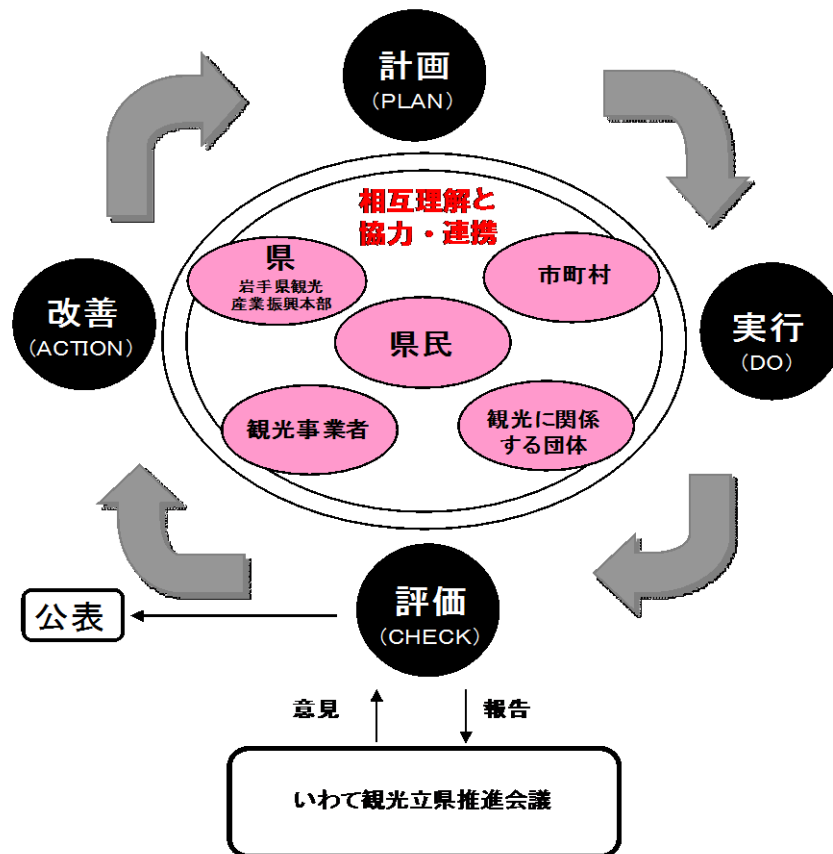 計画
(PLAN)
相互理解と
協力・連携
県
岩手県観光
産業振興本部
市町村
改善
(ACTION)
県民
実行
(DO)
観光事業者
観光に関係
する団体
評価
(CHECK)
公表
意見
報告
いわて観光立県推進会議